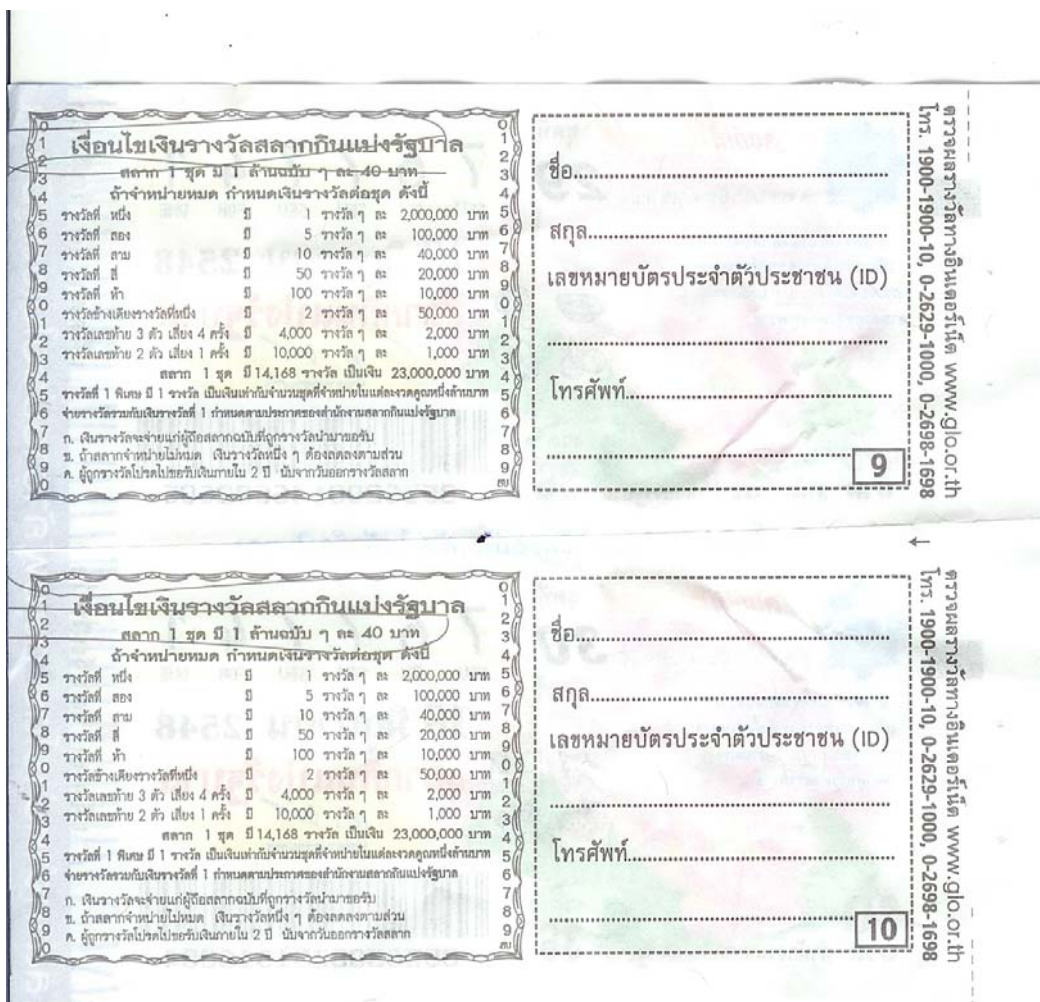 เงื่อนไขเงินรางวัลสลากกินแบ่งรัฐบาล
สลาก 1 ชุด มี 1 ล้านฉบับ ๆ ละ 40 บาท
ถ้าจำหน่ายหมด กำหนดเงินรางวัลต่อชุด ดังนี้
รางวัลที่ หนึ่ง มี 1 รางวัล ๆ ละ 2,000,000 บาท
รางวัลที่ สอง มี 5 รางวัล ๆ ละ 100,000 บาท
รางวัลที่ สาม มี 10 รางวัล ๆ ละ 40,000 บาท
รางวัลที่ สี่ มี 50 รางวัล ๆ ละ 20,000 บาท
รางวัลที่ ห้า มี 100 รางวัล ๆ ละ 10,000 บาท
รางวัลข้างเคียงรางวัลที่หนึ่ง มี 2 รางวัล ๆ ละ 50,000 บาท
รางวัลเลขท้าย 3 ตัว เสี่ยง 4 ครั้ง มี 4,000 รางวัล ๆ ละ 2,000 บาท
รางวัลเลขท้าย 2 ตัว เสี่ยง 1 ครั้ง มี 10,000 รางวัล ๆ ละ 1,000 บาท
สลาก 1 ชุด มี 14,168 รางวัล เป็นเงิน 23,000,000 บาท
รางวัลที่ 1 พิเศษ มี 1 รางวัล เป็นเงินเท่ากับจำนวนชุดที่จำหน่ายในแต่ละงวดคูณหนึ่งล้านบาท
จ่ายรางวัลรวมกับเงินรางวัลที่ 1 กำหนดตามประกาศของสำนักงานสลากกินแบ่งรัฐบาล
ก. เงินรางวัลจะจ่ายแก่ผู้ถือสลากฉบับที่ถูกรางวัลนำมาขอรับ
ข. ถ้าสลากจำหน่ายไม่หมด เงินรางวัลหนึ่ง ๆ ต้องลดลงตามส่วน
ค. ผู้ถูกรางวัลโปรดไปขอรับเงินภายใน 2 ปี นับจากวันออกรางวัลสลาก
ชื่อ
สกุล
เลขหมายบัตรประจำตัวประชาชน (ID)
โทรศัพท์
9
ตรวจผลรางวัลทางอินเตอร์เน็ต www.glo.or.th
โทร. 1900-1900-10, 0-2629-1000, 0-2698-1698
เงื่อนไขเงินรางวัลสลากกินแบ่งรัฐบาล
สลาก 1 ชุด มี 1 ล้านฉบับ ๆ ละ 40 บาท
ถ้าจำหน่ายหมด กำหนดเงินรางวัลต่อชุด ดังนี้
รางวัลที่ หนึ่ง มี 1 รางวัล ๆ ละ 2,000,000 บาท
รางวัลที่ สอง มี 5 รางวัล ๆ ละ 100,000 บาท
รางวัลที่ สาม มี 10 รางวัล ๆ ละ 40,000 บาท
รางวัลที่ สี่ มี 50 รางวัล ๆ ละ 20,000 บาท
รางวัลที่ ห้า มี 100 รางวัล ๆ ละ 10,000 บาท
รางวัลข้างเคียงรางวัลที่หนึ่ง มี 2 รางวัล ๆ ละ 50,000 บาท
รางวัลเลขท้าย 3 ตัว เสี่ยง 4 ครั้ง มี 4,000 รางวัล ๆ ละ 2,000 บาท
รางวัลเลขท้าย 2 ตัว เสี่ยง 1 ครั้ง มี 10,000 รางวัล ๆ ละ 1,000 บาท
สลาก 1 ชุด มี 14,168 รางวัล เป็นเงิน 23,000,000 บาท
รางวัลที่ 1 พิเศษ มี 1 รางวัล เป็นเงินเท่ากับจำนวนชุดที่จำหน่ายในแต่ละงวดคูณหนึ่งล้านบาท
จ่ายรางวัลรวมกับเงินรางวัลที่ 1 กำหนดตามประกาศของสำนักงานสลากกินแบ่งรัฐบาล
ก. เงินรางวัลจะจ่ายแก่ผู้ถือสลากฉบับที่ถูกรางวัลนำมาขอรับ
ข. ถ้าสลากจำหน่ายไม่หมด เงินรางวัลหนึ่ง ๆ ต้องลดลงตามส่วน
ค. ผู้ถูกรางวัลโปรดไปขอรับเงินภายใน 2 ปี นับจากวันออกรางวัลสลาก
ชื่อ
สกุล
เลขหมายบัตรประจำตัวประชาชน (ID)
โทรศัพท์
10
ตรวจผลรางวัลทางอินเตอร์เน็ต www.glo.or.th
โทร. 1900-1900-10, 0-2629-1000, 0-2698-1698